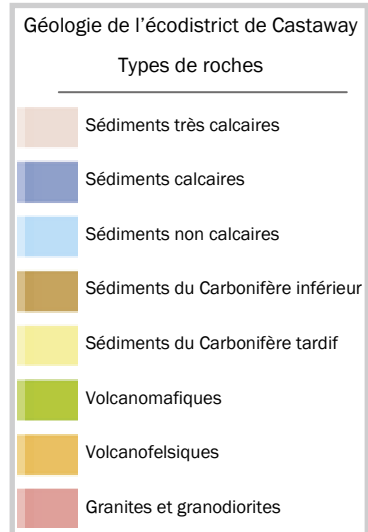 Géologie de l'écodistrict de Castaway
Types de roches
Sédiments très calcaires
Sédiments calcaires
Sédiments non calcaires
Sédiments du Carbonifère inférieur
Sédiments du Carbonifère tardif
Volcanomafiques
Volcanofelsiques
Granites et granodiorites